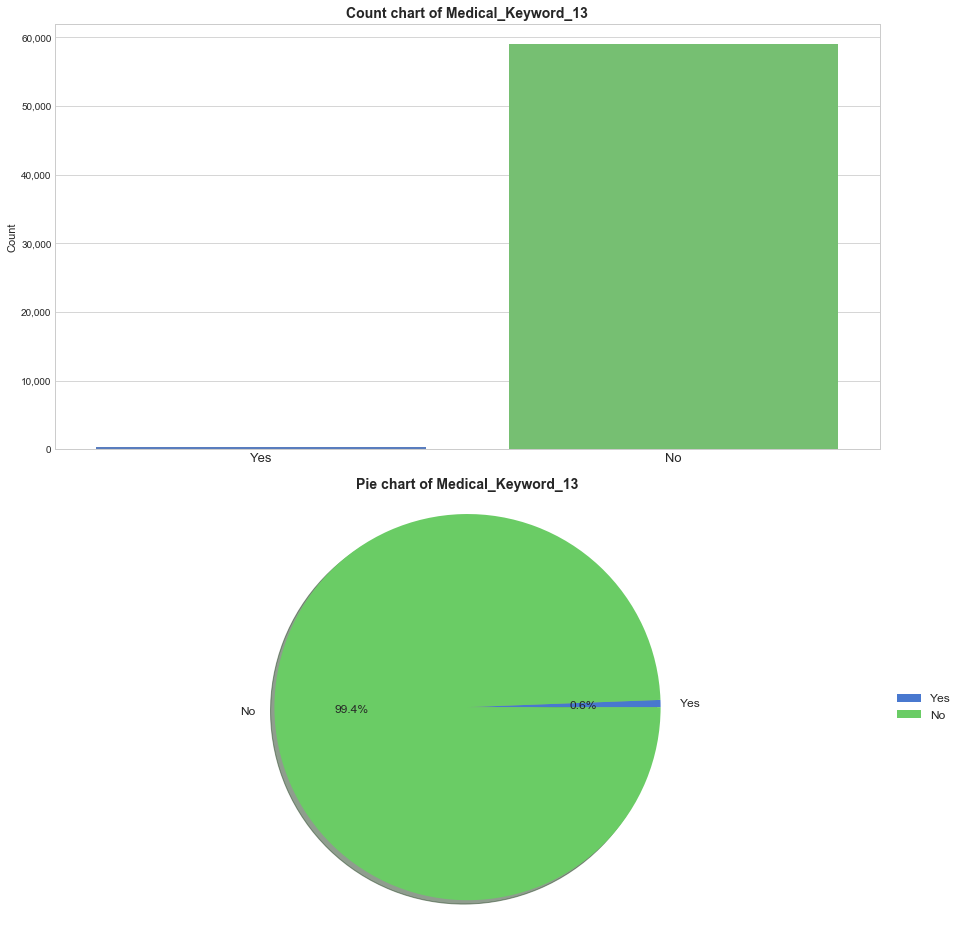 Count chart of Medical_Keyword_13
60,000
50,000
40,000
30,000
20,000
10,000
0
Count
Yes
No
Pie chart of Medical_Keyword_13
No
99.4%
0.6%
Yes
Yes
No